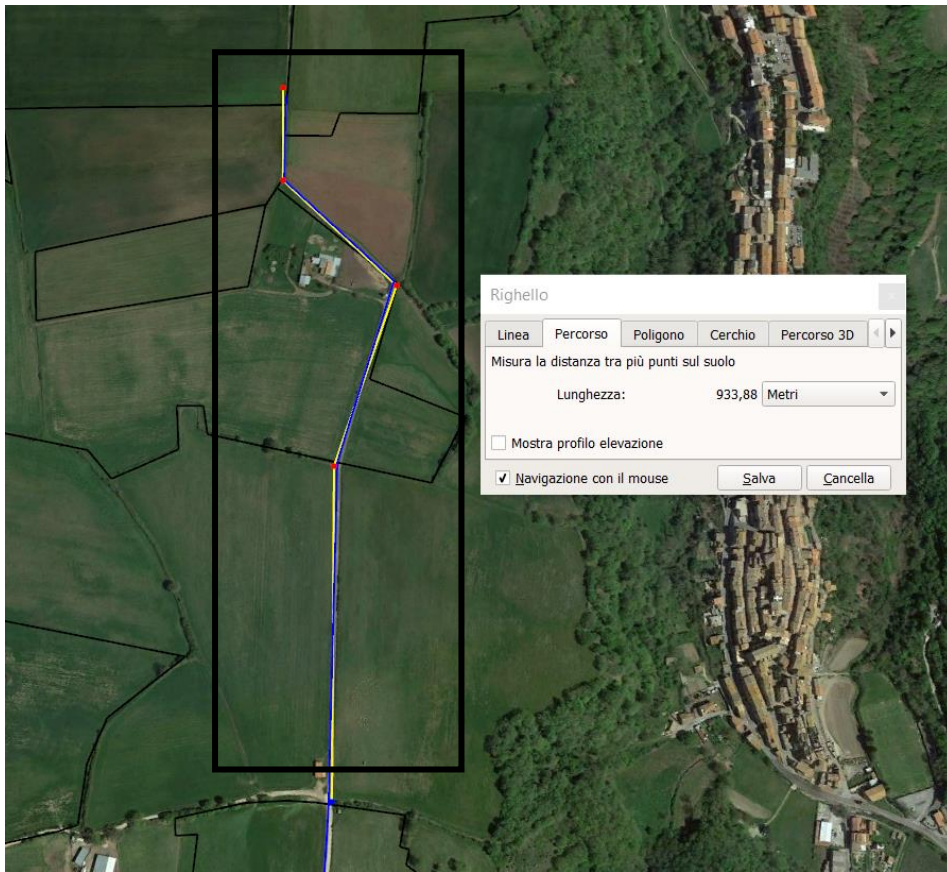 Righello
Linea Percorso Poligono Cerchio Percorso 3D
Misura la distanza tra più punti sul suolo
Lunghezza: 933,88 Metri
Mostra profilo elevazione
Navigazione con il mouse Salva Cancella